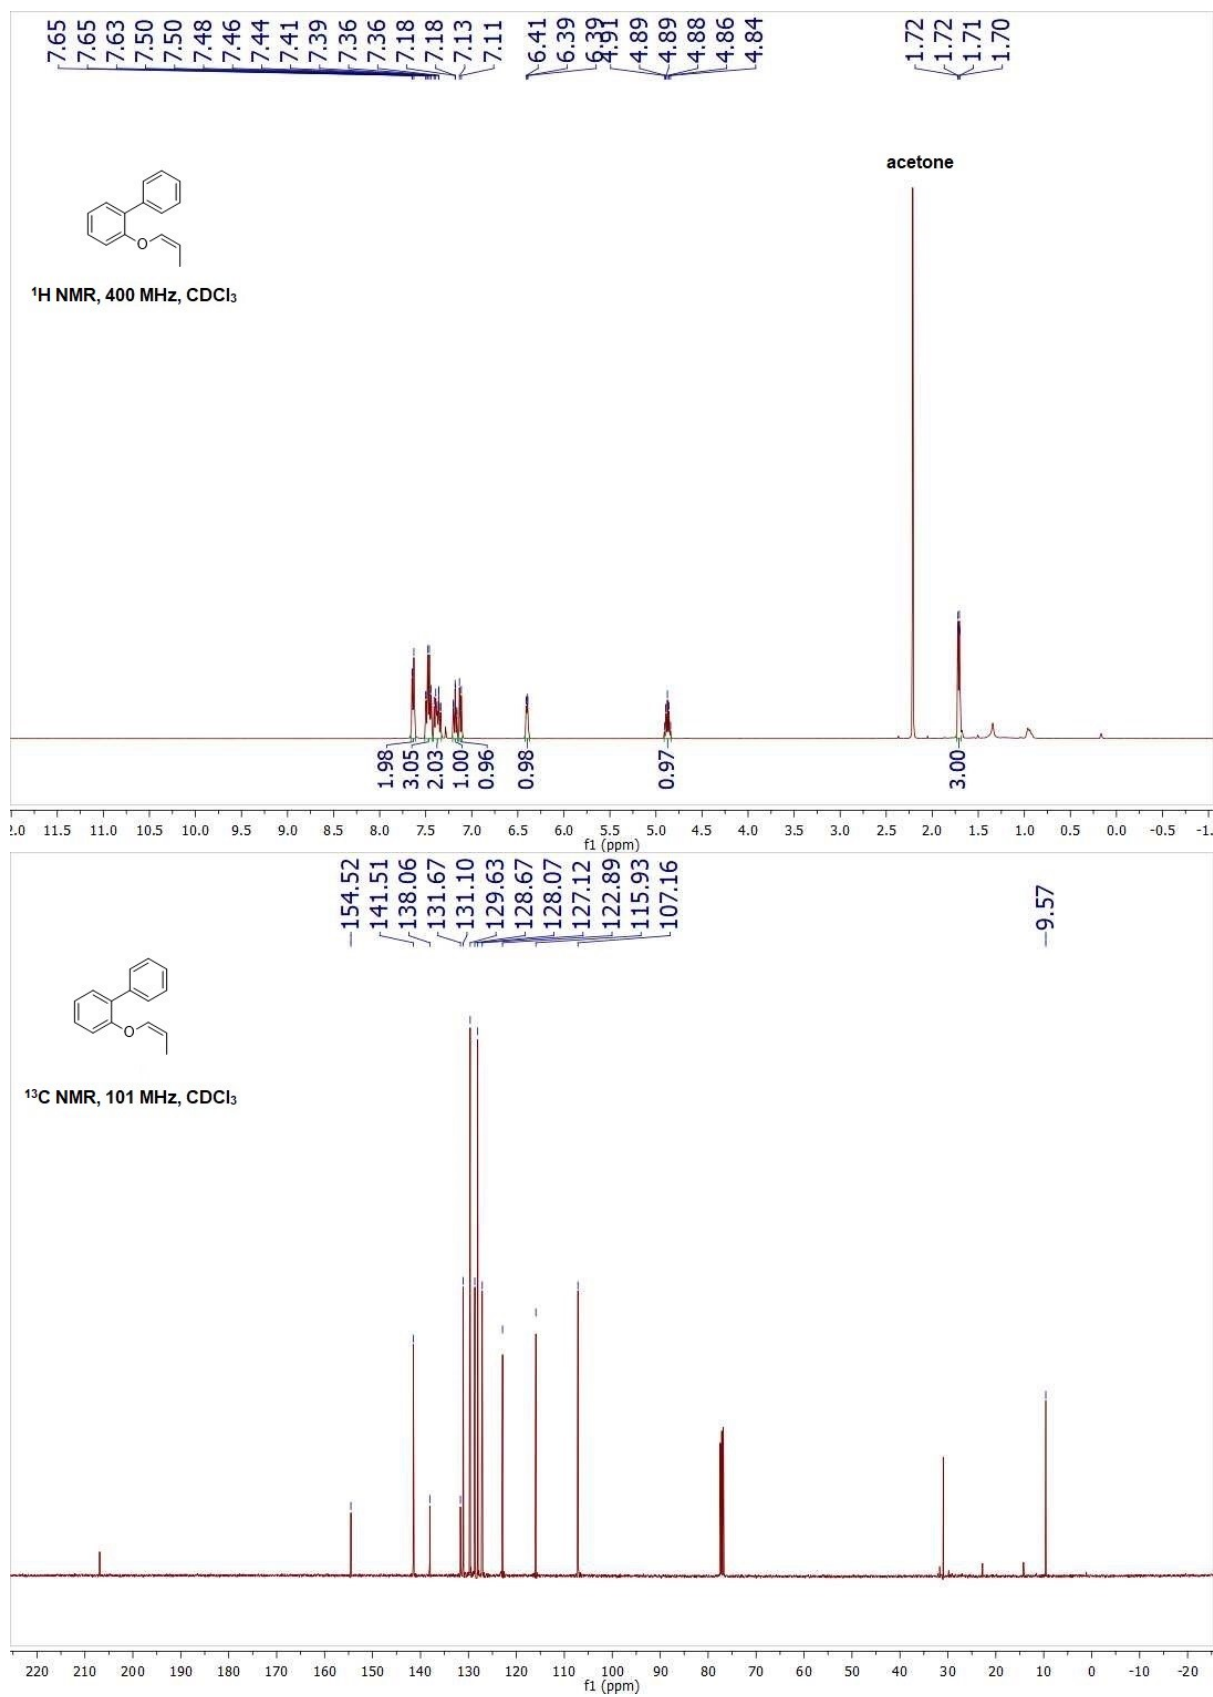 7.65 7.65 7.63 7.50 7.50 7.48 7.46 7.44 7.41 7.39 7.36 7.36 7.18 7.18 7.13 7.11 6.41 6.39 6.39 4.91 4.89 4.89 4.88 4.86 4.84 1.72 1.72 1.71 1.70
acetone
O
¹H NMR, 400 MHz, CDCl₃
1.98 3.05 2.03 1.00 0.96 0.98 0.97 3.00
2.0 11.5 11.0 10.5 10.0 9.5 9.0 8.5 8.0 7.5 7.0 6.5 6.0 5.5 5.0 4.5 4.0 3.5 3.0 2.5 2.0 1.5 1.0 0.5 0.0 -0.5 -1.
f1 (ppm)
154.52 141.51 138.06 131.67 131.10 129.63 128.67 128.07 127.12 122.89 115.93 107.16 9.57
O
¹³C NMR, 101 MHz, CDCl₃
220 210 200 190 180 170 160 150 140 130 120 110 100 90 80 70 60 50 40 30 20 10 0 -10 -20
f1 (ppm)